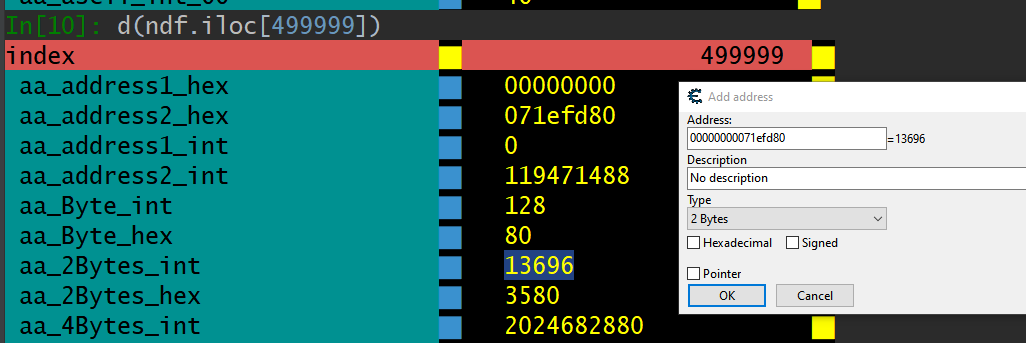 In[10]: d(ndf.iloc[499999])
index 499999
aa_address1_hex 00000000
aa_address2_hex 071efd80
aa_address1_int 0
aa_address2_int 119471488
aa_Byte_int 128
aa_Byte_hex 80
aa_2Bytes_int 13696
aa_2Bytes_hex 3580
aa_4Bytes_int 2024682880
Add address
Address:
00000000071efd80 =13696
Description
No description
Type
2 Bytes
Hexadecimal Signed
Pointer
OK Cancel